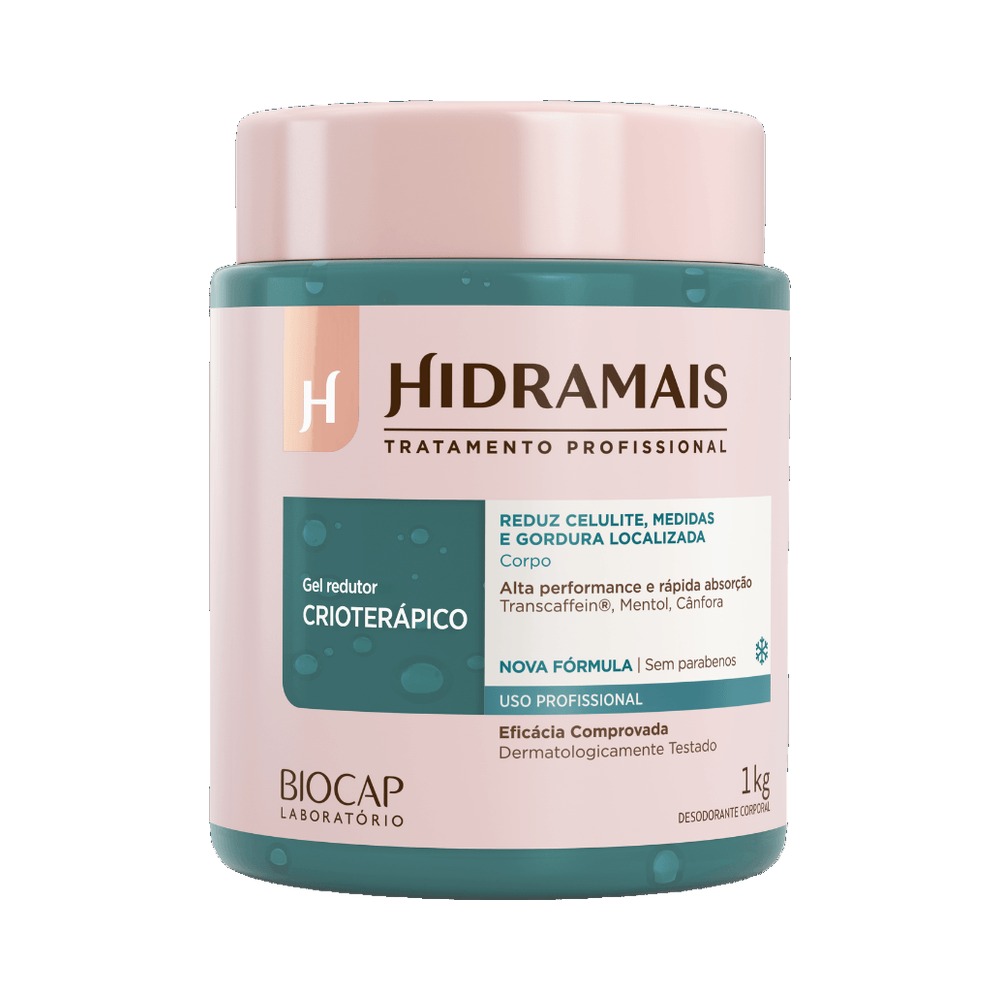 H
HIDRAMAIS
TRATAMENTO PROFISSIONAL
Gel redutor
CRIOTERÁPICO
REDUZ CELULITE, MEDIDAS
E GORDURA LOCALIZADA
Corpo
Alta performance e rápida absorção
Transcaffein®, Mentol, Cânfora
NOVA FÓRMULA | Sem parabenos
USO PROFISSIONAL
Eficácia Comprovada
Dermatologicamente Testado
BIOCAP
LABORATÓRIO
1kg
DESODORANTE CORPORAL